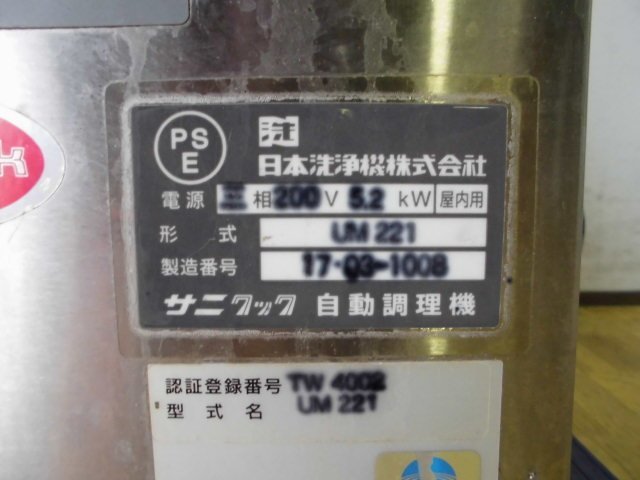 PS
E
日本洗浄機株式会社
電源 三相200V 5.2kW 屋内用
形式 UM 221
製造番号 17-03-1008
サニクック 自動調理機
認証登録番号 TW 4002
型式名 UM 221
k